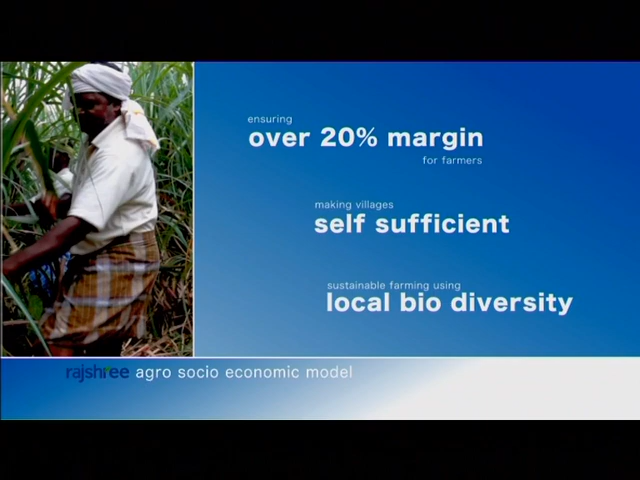 ensuring
over 20% margin
for farmers
making villages
self sufficient
sustainable farming using
local bio diversity
rajshree agro socio economic model